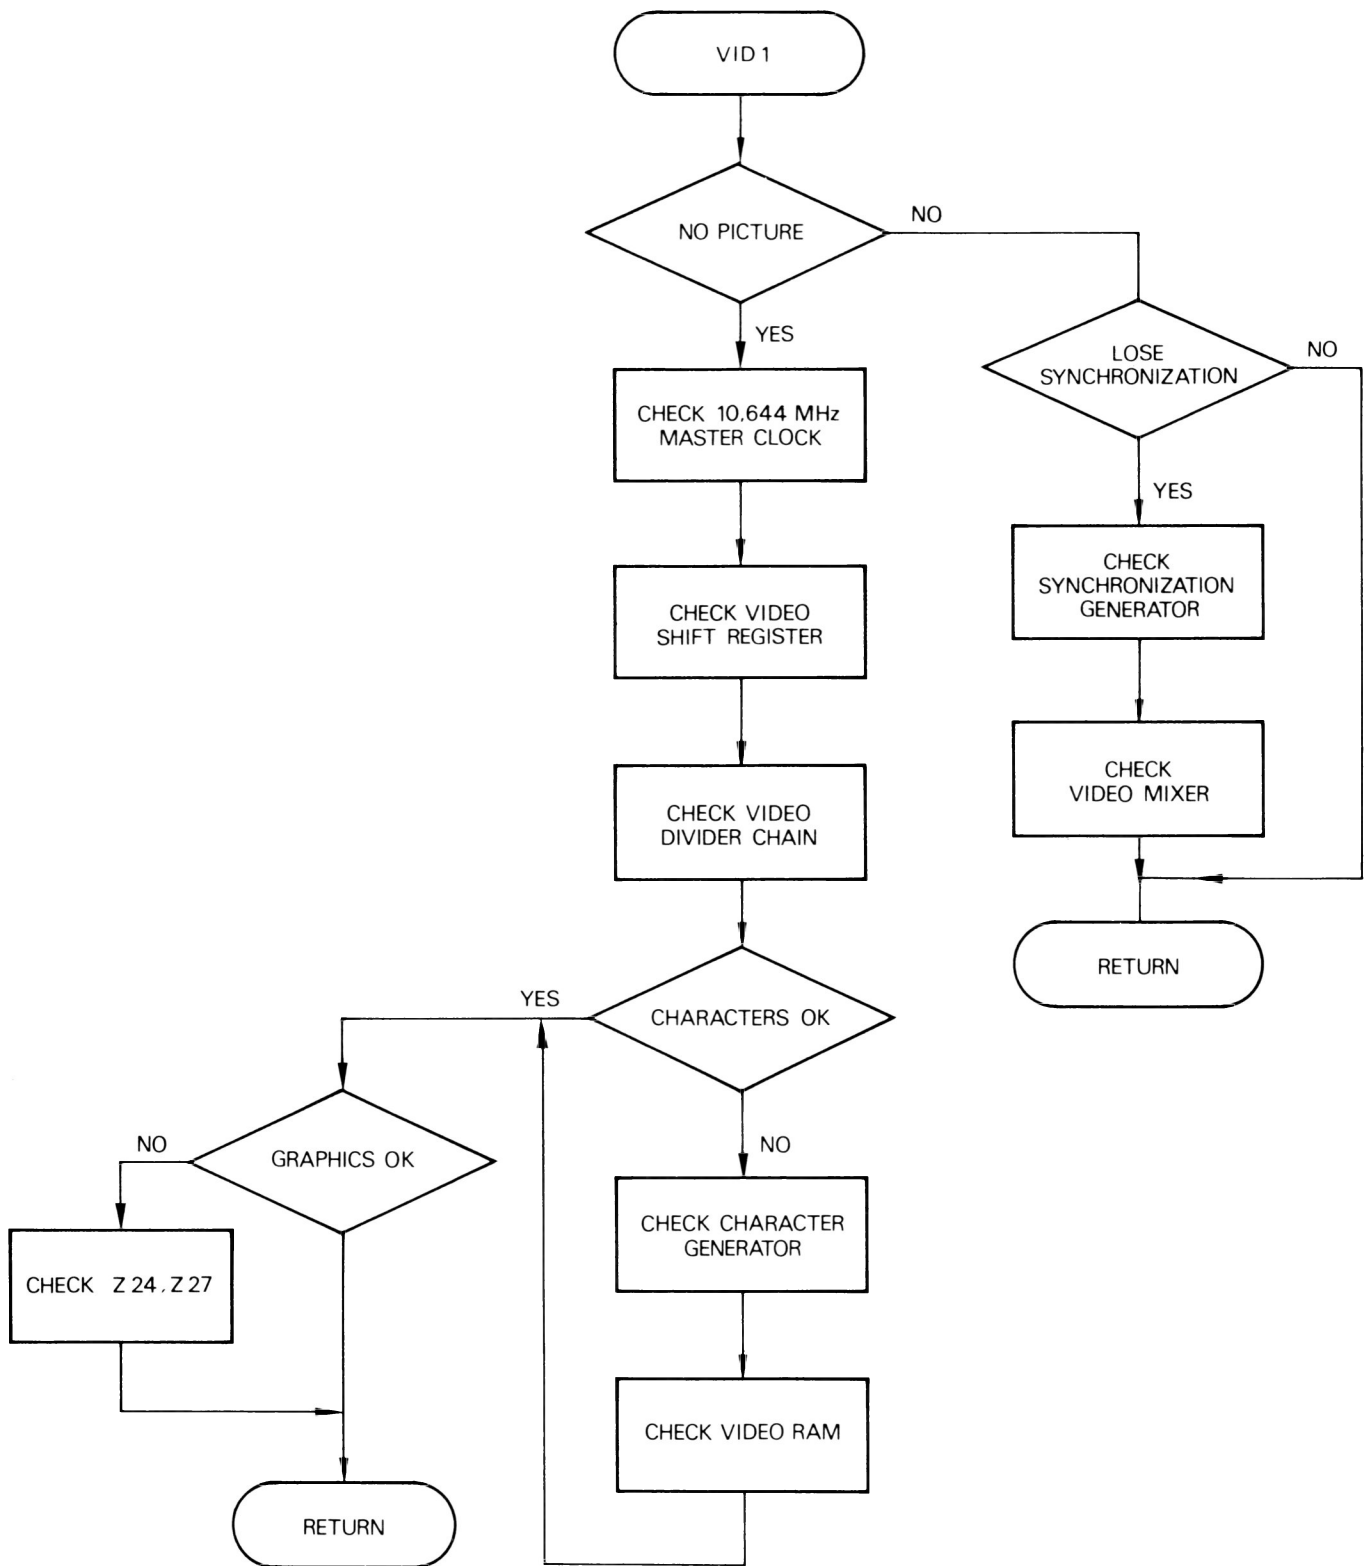 VID 1
NO PICTURE
NO
YES
LOSE
SYNCHRONIZATION
NO
CHECK 10,644 MHz
MASTER CLOCK
YES
CHECK
SYNCHRONIZATION
GENERATOR
CHECK VIDEO
SHIFT REGISTER
CHECK
VIDEO MIXER
CHECK VIDEO
DIVIDER CHAIN
RETURN
YES
CHARACTERS OK
NO
GRAPHICS OK
NO
CHECK CHARACTER
GENERATOR
CHECK Z 24, Z 27
CHECK VIDEO RAM
RETURN